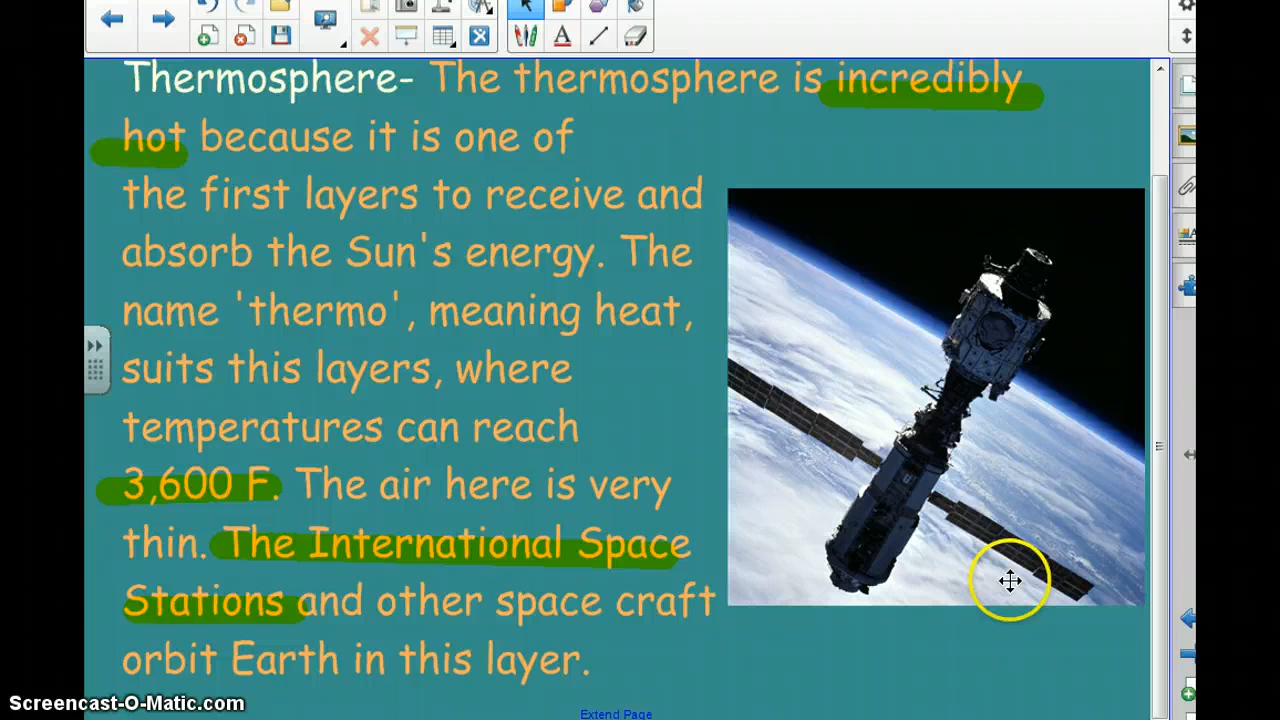 Thermosphere- The thermosphere is incredibly
hot because it is one of
the first layers to receive and
absorb the Sun's energy. The
name 'thermo', meaning heat,
suits this layers, where
temperatures can reach
3,600 F. The air here is very
thin. The International Space
Stations and other space craft
orbit Earth in this layer.
Screencast-O-Matic.com
Extend Page